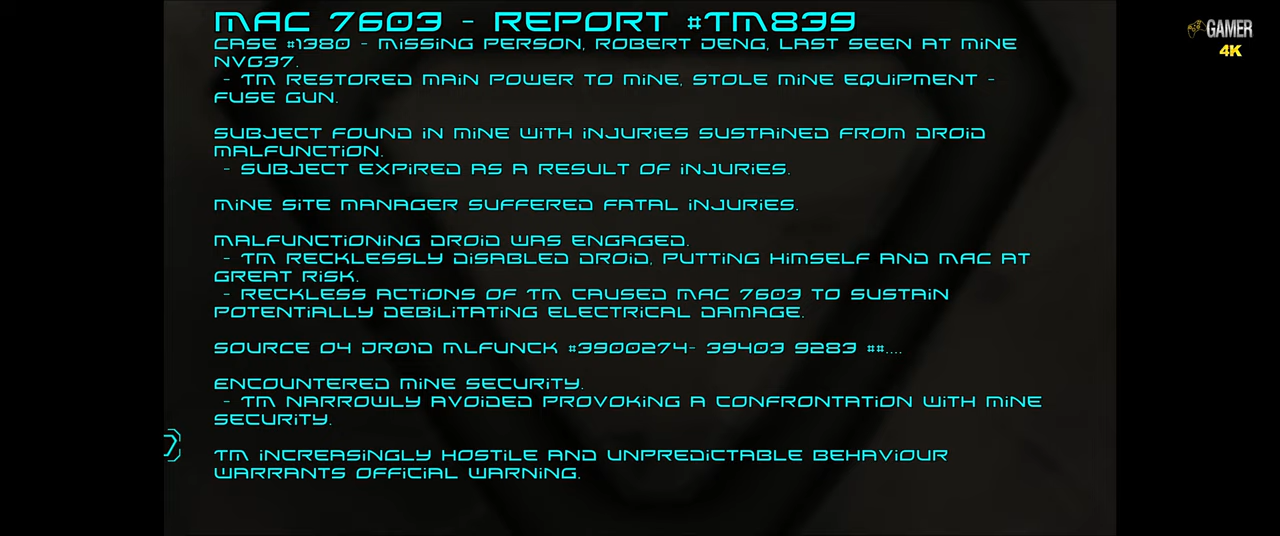 MAC 7603 - REPORT #TM839
CASE #1380 - MISSING PERSON, ROBERT DENG, LAST SEEN AT MINE
NVG37.
- TM RESTORED MAIN POWER TO MINE, STOLE MINE EQUIPMENT -
FUSE GUN.
SUBJECT FOUND IN MINE WITH INJURIES SUSTAINED FROM DROID
MALFUNCTION.
- SUBJECT EXPIRED AS A RESULT OF INJURIES.
MINE SITE MANAGER SUFFERED FATAL INJURIES.
MALFUNCTIONING DROID WAS ENGAGED.
- TM RECKLESSLY DISABLED DROID, PUTTING HIMSELF AND MAC AT
GREAT RISK.
- RECKLESS ACTIONS OF TM CAUSED MAC 7603 TO SUSTAIN
POTENTIALLY DEBILITATING ELECTRICAL DAMAGE.
SOURCE 04 DRO1D MLFUNCK #3900274- 39403 9283 ##....
ENCOUNTERED MINE SECURITY.
- TM NARROWLY AVOIDED PROVOKING A CONFRONTATION WITH MINE
SECURITY.
TM INCREASINGLY HOSTILE AND UNPREDICTABLE BEHAVIOUR
WARRANTS OFFICIAL WARNING.
GAMER
4K